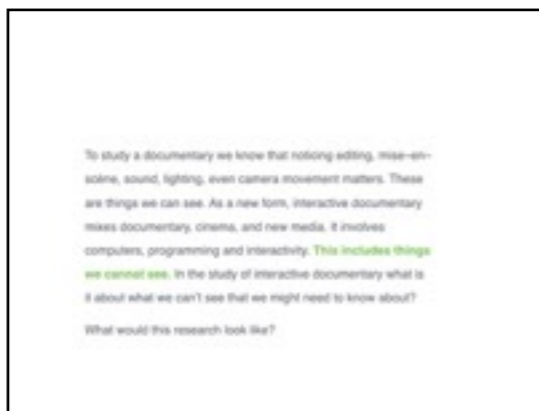 To study a documentary we know that noticing editing, mise-en-
scène, sound, lighting, even camera movement matters. These
are things we can see. As a new form, interactive documentary
mixes documentary, cinema, and new media. It involves
computers, programming and interactivity. This includes things
we cannot see. In the study of interactive documentary what is
it about what we can't see that we might need to know about?
What would this research look like?